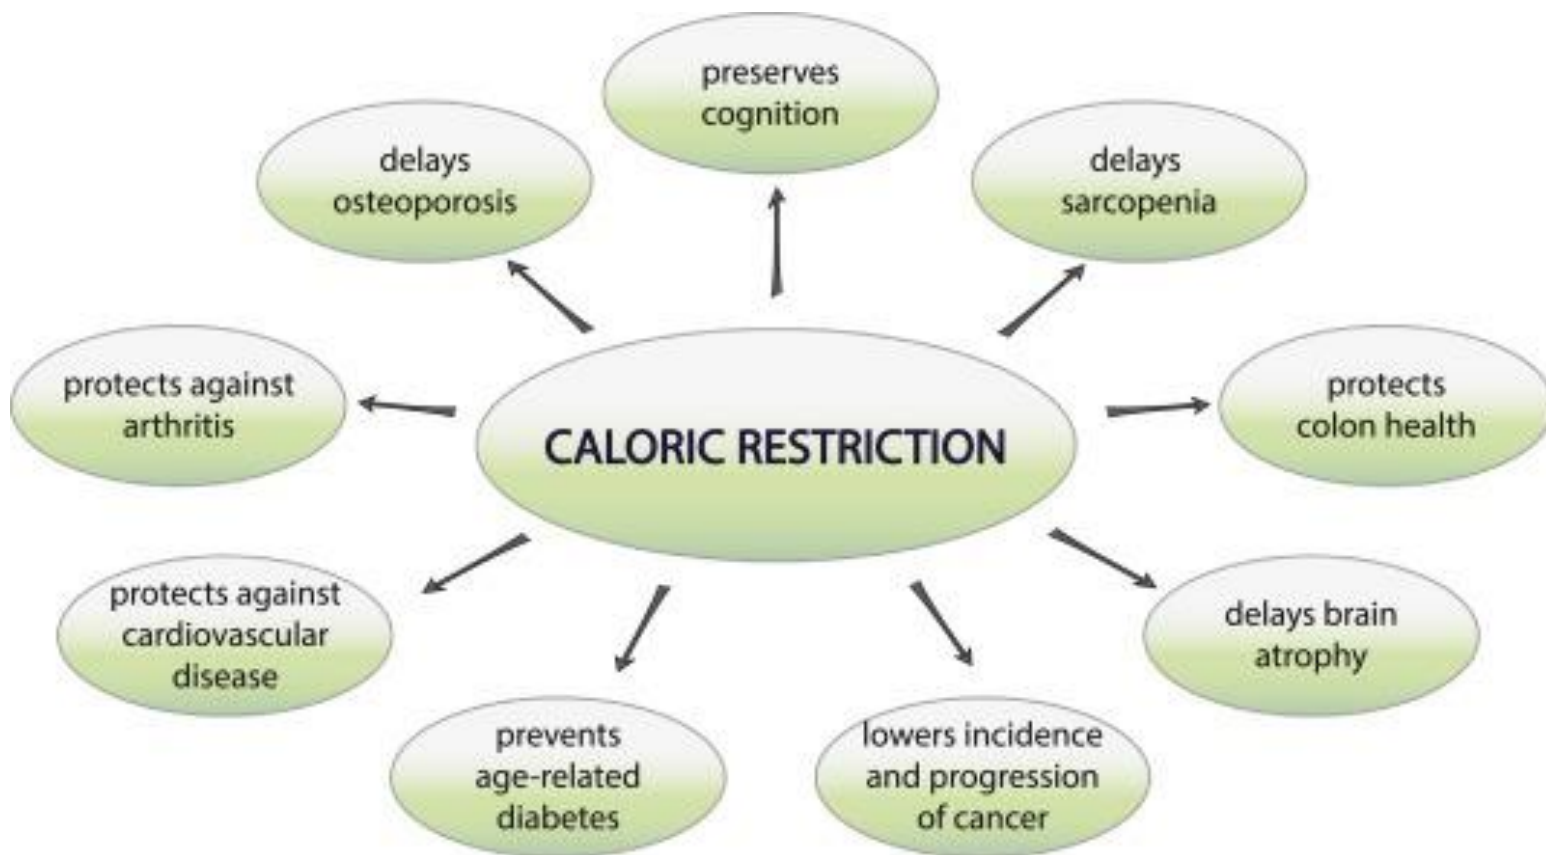 preserves
cognition
delays
osteoporosis
delays
sarcopenia
protects against
arthritis
CALORIC RESTRICTION
protects
colon health
protects against
cardiovascular
disease
delays brain
atrophy
prevents
age-related
diabetes
lowers incidence
and progression
of cancer